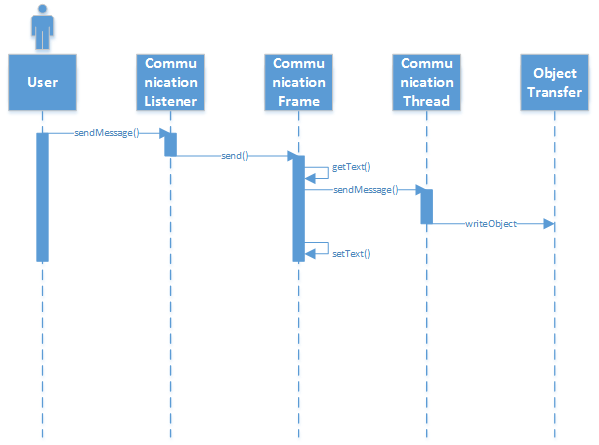 User
Commu
nication
Listener
Commu
nication
Frame
Commu
nication
Thread
Object
Transfer
sendMessage()
send()
getText()
sendMessage()
writeObject
setText()